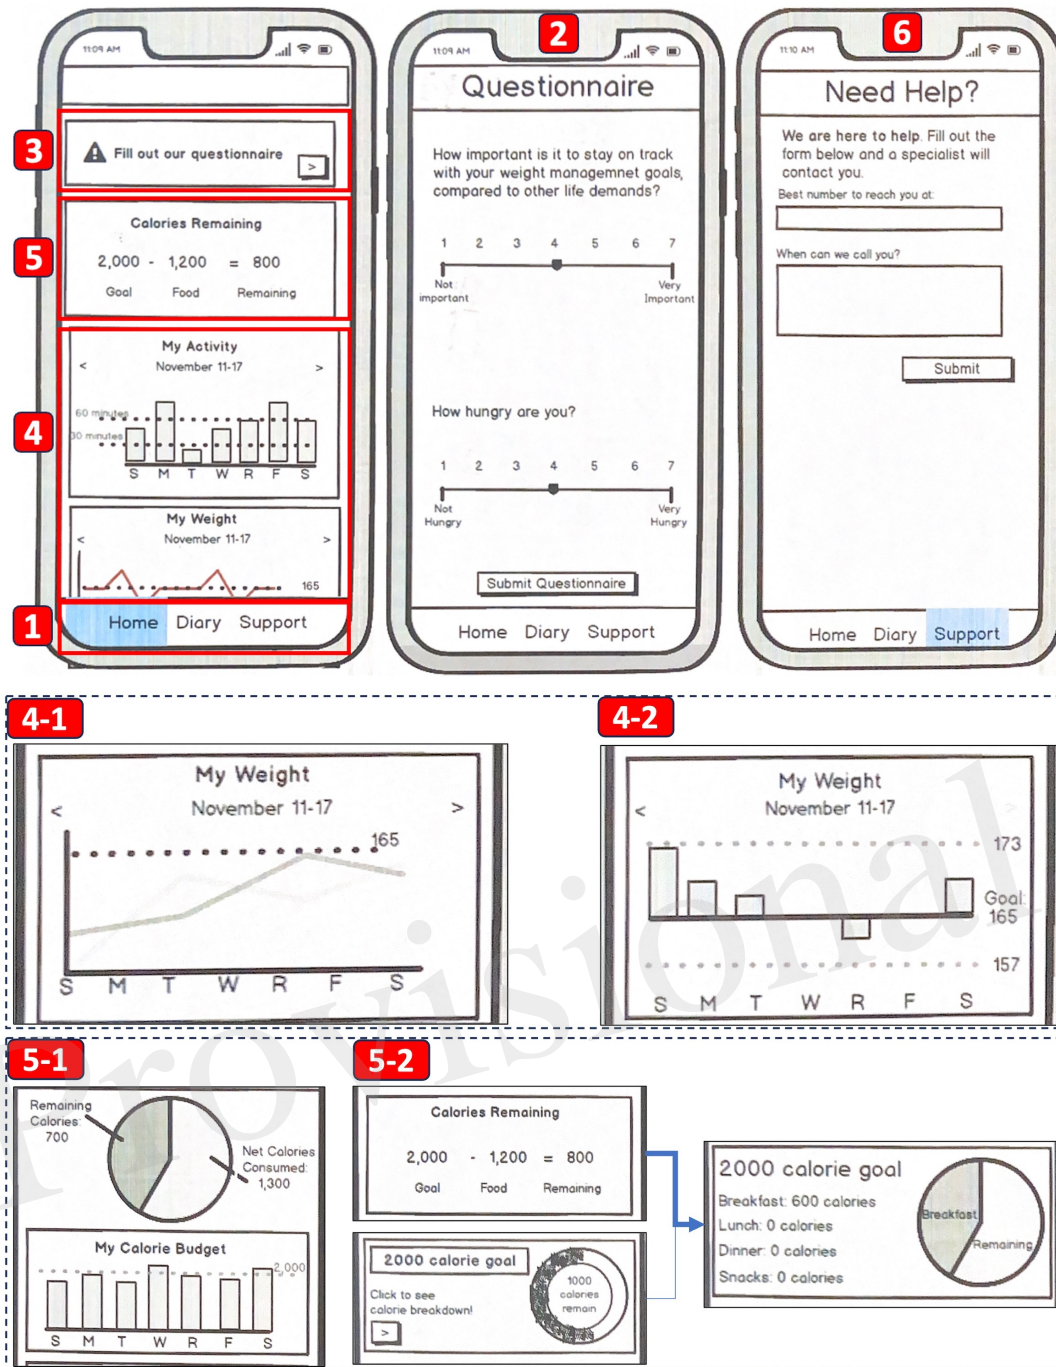 11:09 AM
3
Fill out our questionnaire
>
5
Calories Remaining
2,000 - 1,200 = 800
Goal Food Remaining
4
My Activity
< November 11-17 >
60 minutes
30 minutes
S M T W R F S
My Weight
< November 11-17 >
165
1
Home Diary Support
11:09 AM
2
Questionnaire
How important is it to stay on track
with your weight managemnet goals,
compared to other life demands?
1 2 3 4 5 6 7
Not
important
Very
Important
How hungry are you?
1 2 3 4 5 6 7
Not
Hungry
Very
Hungry
Submit Questionnaire
Home Diary Support
11:10 AM
6
Need Help?
We are here to help. Fill out the
form below and a specialist will
contact you.
Best number to reach you at:
When can we call you?
Submit
Home Diary Support
4-1
My Weight
< November 11-17 >
165
S M T W R F S
4-2
My Weight
< November 11-17 >
173
Goal:
165
157
S M T W R F S
5-1
Remaining
Calories:
700
Net Calories
Consumed:
1,300
My Calorie Budget
2,000
S M T W R F S
5-2
Calories Remaining
2,000 - 1,200 = 800
Goal Food Remaining
2000 calorie goal
Click to see
calorie breakdown!
>
1000
calories
remain
2000 calorie goal
Breakfast: 600 calories
Lunch: 0 calories
Dinner: 0 calories
Snacks: 0 calories
Breakfast
Remaining
Provisional